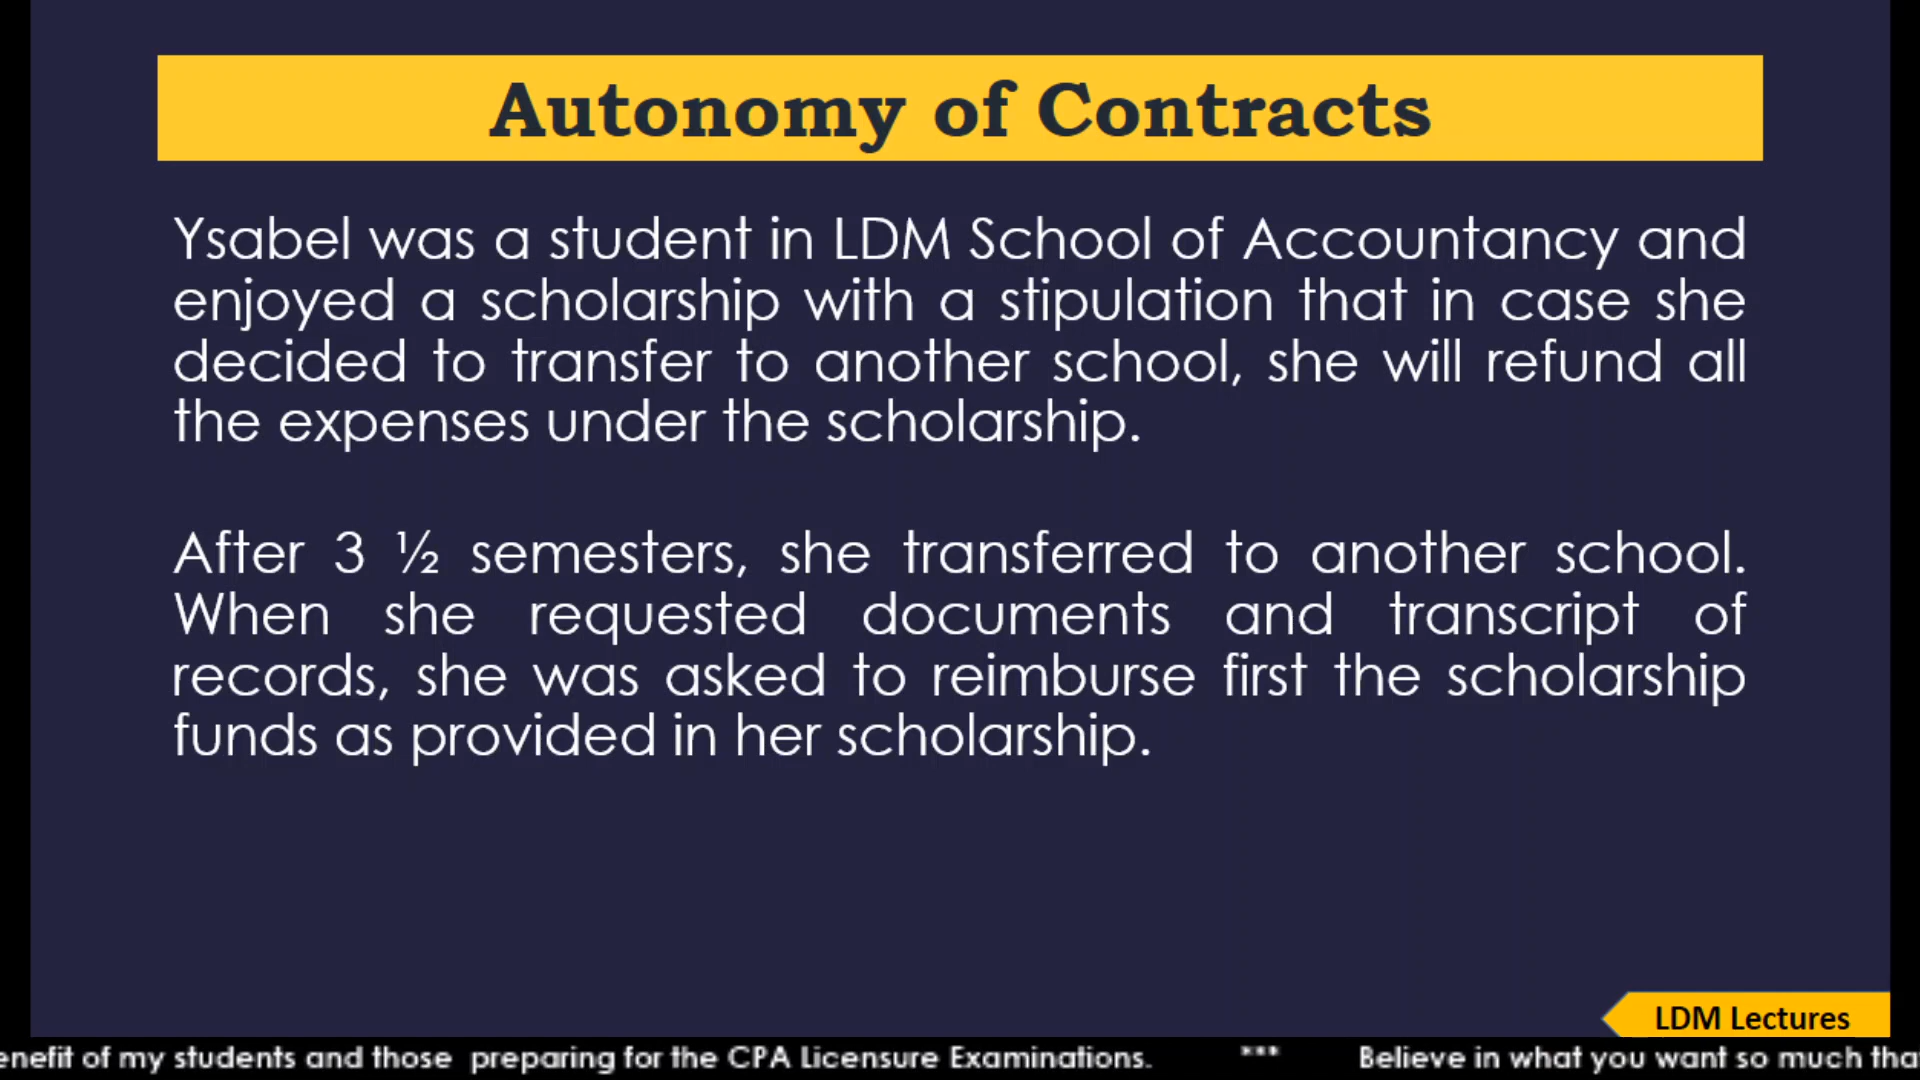 Autonomy of Contracts
Ysabel was a student in LDM School of Accountancy and
enjoyed a scholarship with a stipulation that in case she
decided to transfer to another school, she will refund all
the expenses under the scholarship.
After 3 ½ semesters, she transferred to another school.
When she requested documents and transcript of
records, she was asked to reimburse first the scholarship
funds as provided in her scholarship.
LDM Lectures
of my students and those preparing for the CPA Licensure Examinations. *** Believe in what you want so much